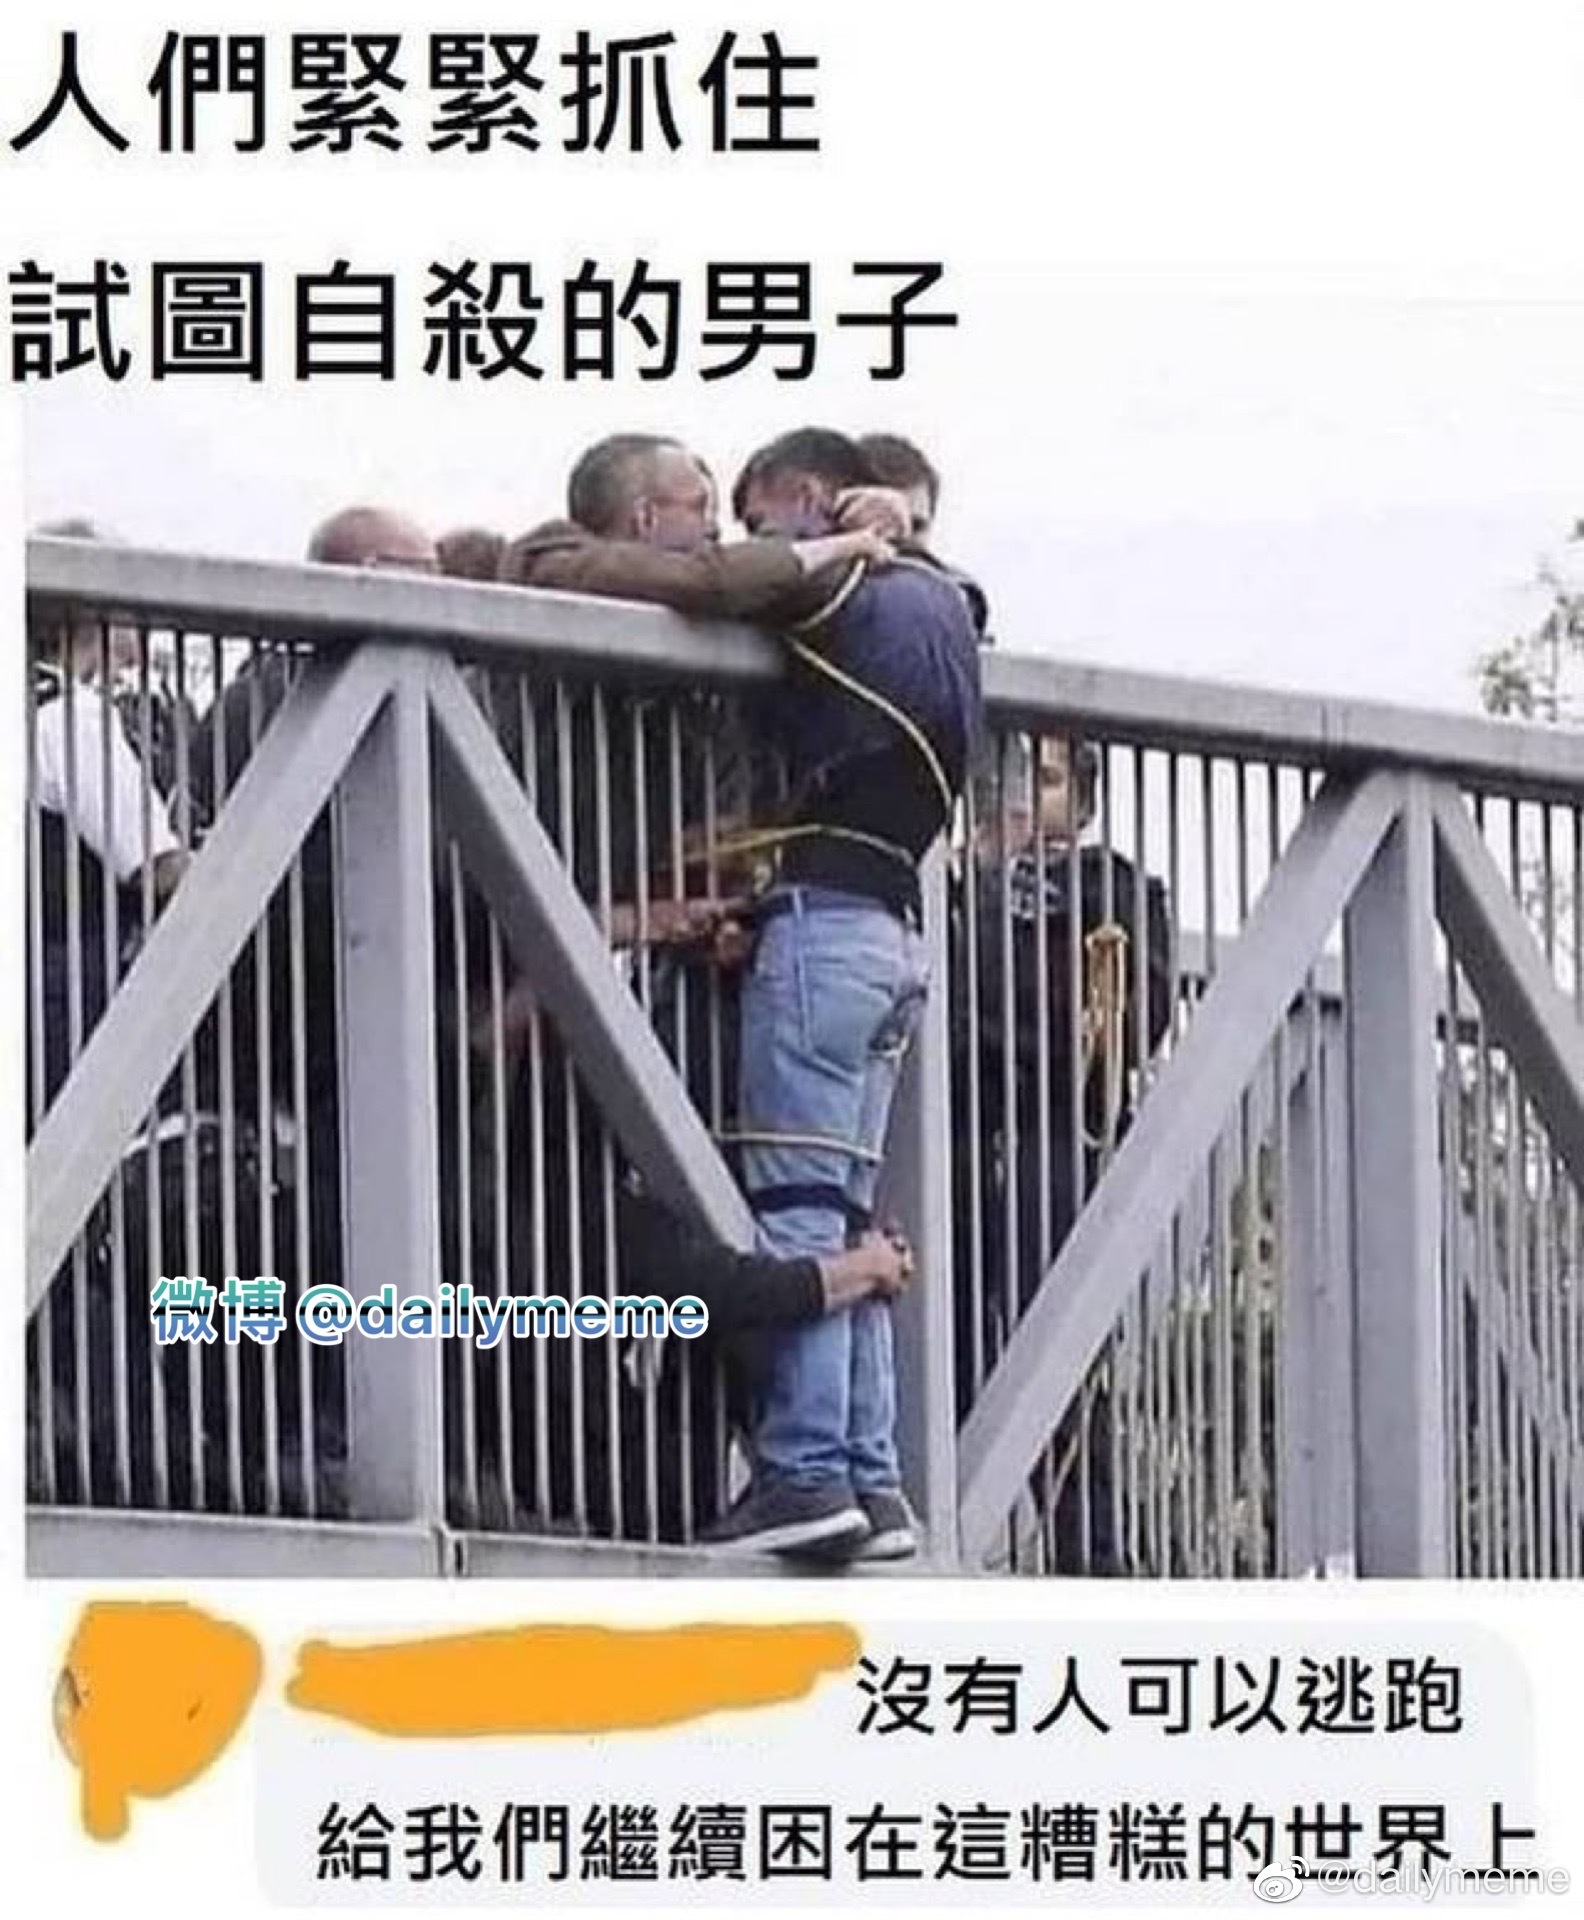 人們緊緊抓住
試圖自殺的男子
微博 @dailymeme
沒有人可以逃跑
給我們繼續困在這糟糕的世界上
@dailymeme